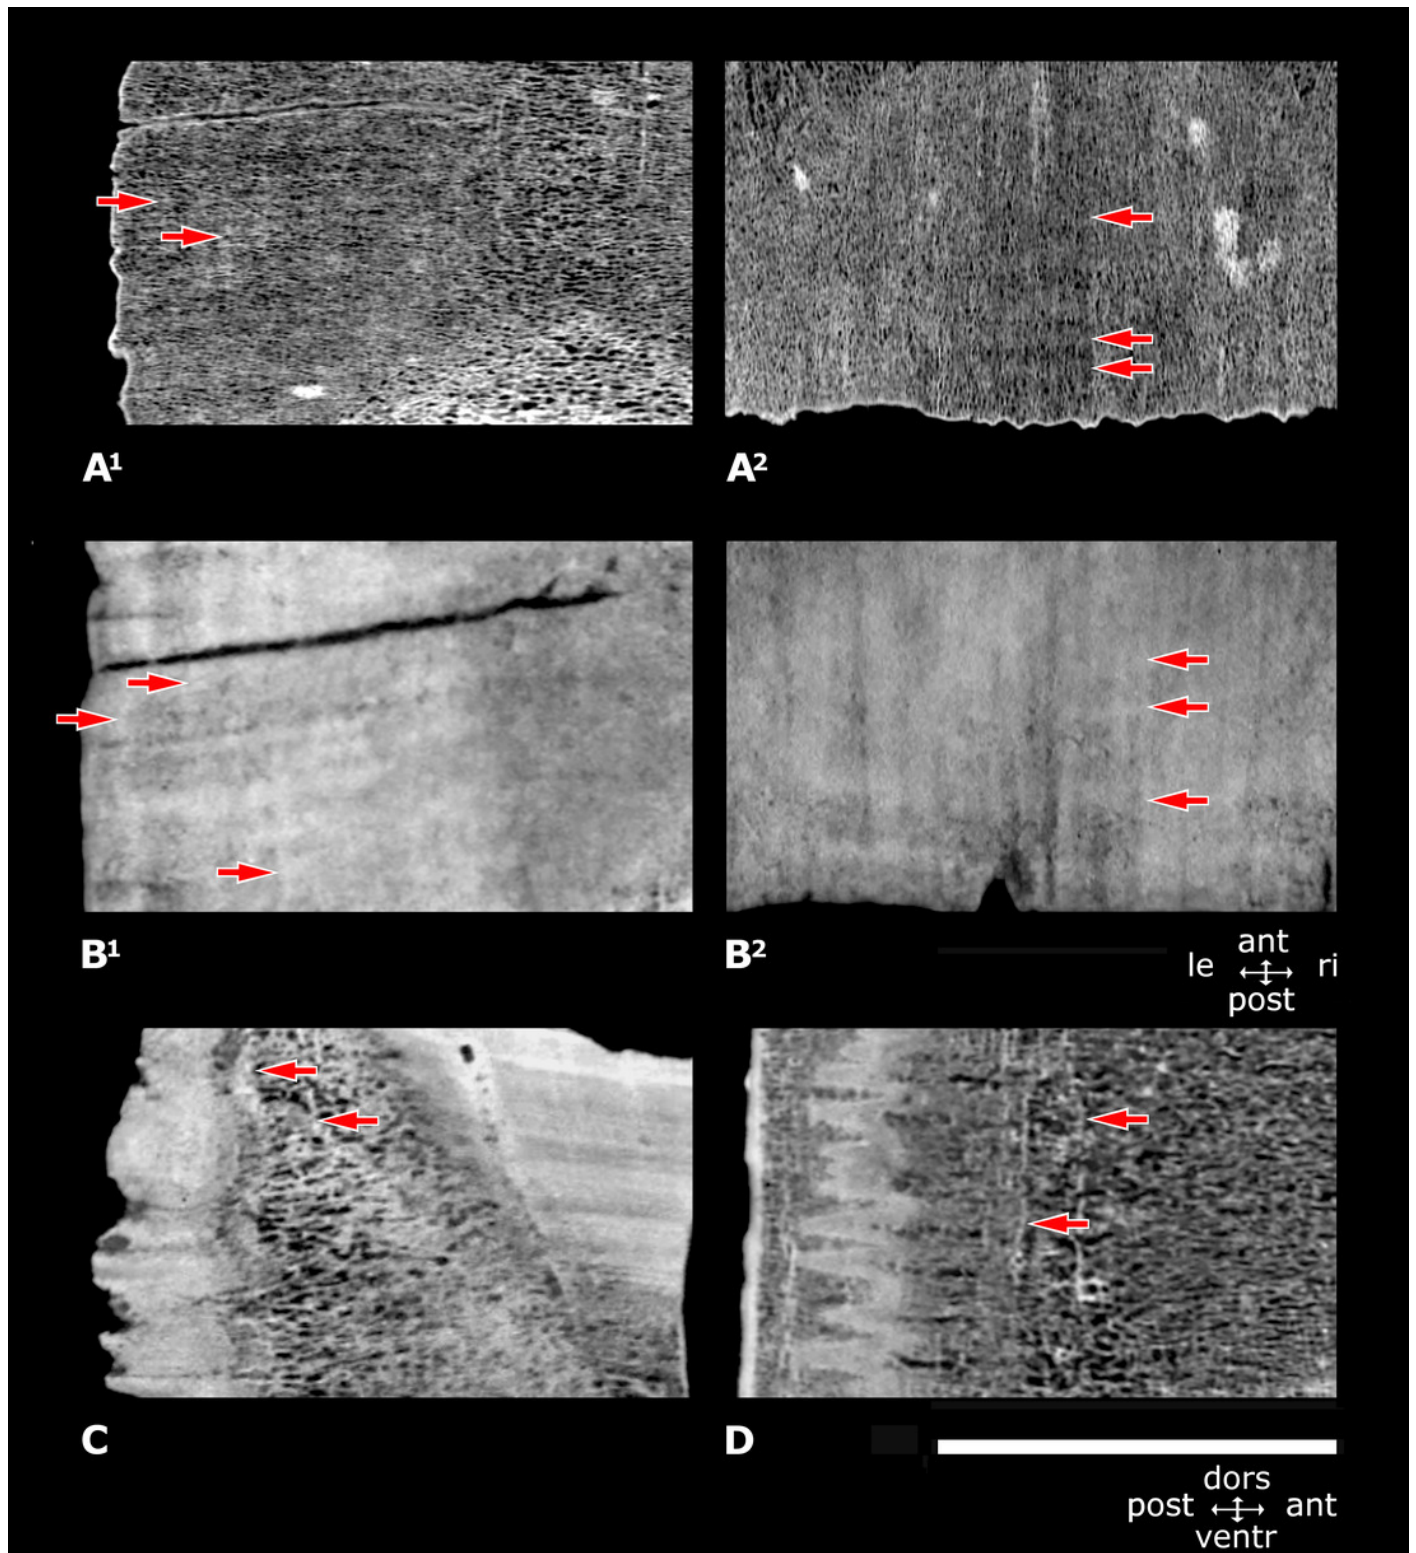 A¹ A²
B¹ B²
ant
le ri
post
C D
dors
post ant
ventr